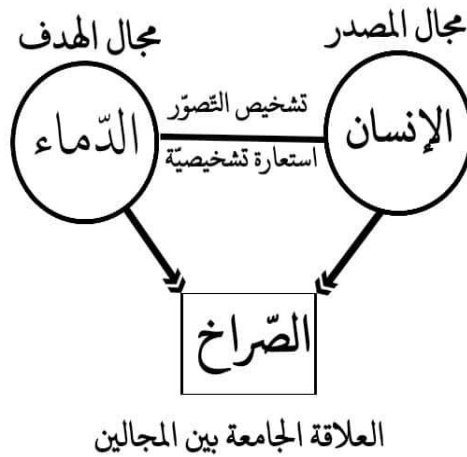 مجال المصدر
مجال الهدف
الإنسان
تشخيص التّصوّر
استعارة تشخيصيّة
الدّماء
الصّراخ
العلاقة الجامعة بين المجالين